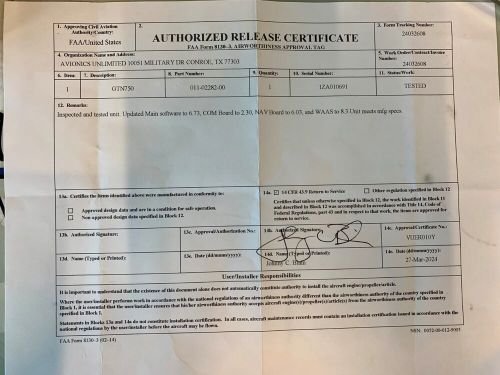 1. Approving Civil Aviation Authority/Country:
FAA/United States
2.
AUTHORIZED RELEASE CERTIFICATE
FAA Form 8130-3, AIRWORTHINESS APPROVAL TAG
3. Form Tracking Number:
24032608
4. Organization Name and Address:
AVIONICS UNLIMITED 10051 MILITARY DR CONROE, TX 77303
5. Work Order/Contract/Invoice Number:
24032608
6. Item: 7. Description: 8. Part Number: 9. Quantity: 10. Serial Number: 11. Status/Work:
1 GTN750 011-02282-00 1 1ZA010691 TESTED
12. Remarks:
Inspected and tested unit. Updated Main software to 6.73, COM Board to 2.30, NAV Board to 6.03, and WAAS to 8.3 Unit meets mfg specs.
13a. Certifies the items identified above were manufactured in conformity to:
Approved design data and are in a condition for safe operation.
Non-approved design data specified in Block 12.
14a. 14 CFR 43.9 Return to Service Other regulation specified in Block 12
Certifies that unless otherwise specified in Block 12, the work identified in Block 11
and described in Block 12 was accomplished in accordance with Title 14, Code of
Federal Regulations, part 43 and in respect to that work, the items are approved for
return to service.
13b. Authorized Signature:
13c. Approval/Authorization No.:
14b. Authorized Signature:
14c. Approval/Certificate No.:
13d. Name (Typed or Printed):
13e. Date (dd/mmm/yyyy):
14d. Name (Typed or Printed):
Johnny C.
14e. Date (dd/mmm/yyyy):
27-Mar-2024
User/Installer Responsibilities
It is important to understand that the existence of this document alone does not automatically constitute authority to install the aircraft engine/propeller/article.
Where the user/installer performs work in accordance with the national regulations of an airworthiness authority different than the airworthiness authority of the country specified in
Block 1, it is essential that the user/installer ensures that his/her airworthiness authority accepts aircraft engine(s)/propeller(s)/article(s) from the airworthiness authority of the country
specified in Block 1.
Statements in Blocks 13a and 14a do not constitute installation certification. In all cases, aircraft maintenance records must contain an installation certification issued in accordance with the
national regulations by the user/installer before the aircraft may be flown.
FAA Form 8130-3 (02-14)
NSN: 0052-00-012-9005